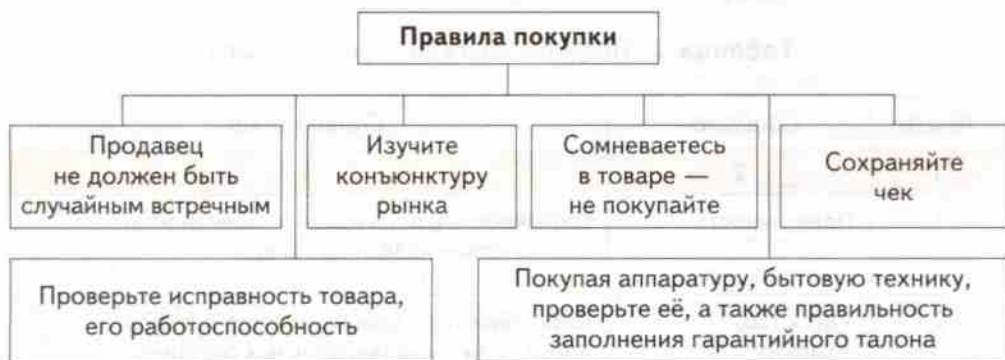 Правила покупки
Продавец
не должен быть
случайным встречным
Изучите
конъюнктуру
рынка
Сомневаетесь
в товаре —
не покупайте
Сохраняйте
чек
Проверьте исправность товара,
его работоспособность
Покупая аппаратуру, бытовую технику,
проверьте её, а также правильность
заполнения гарантийного талона